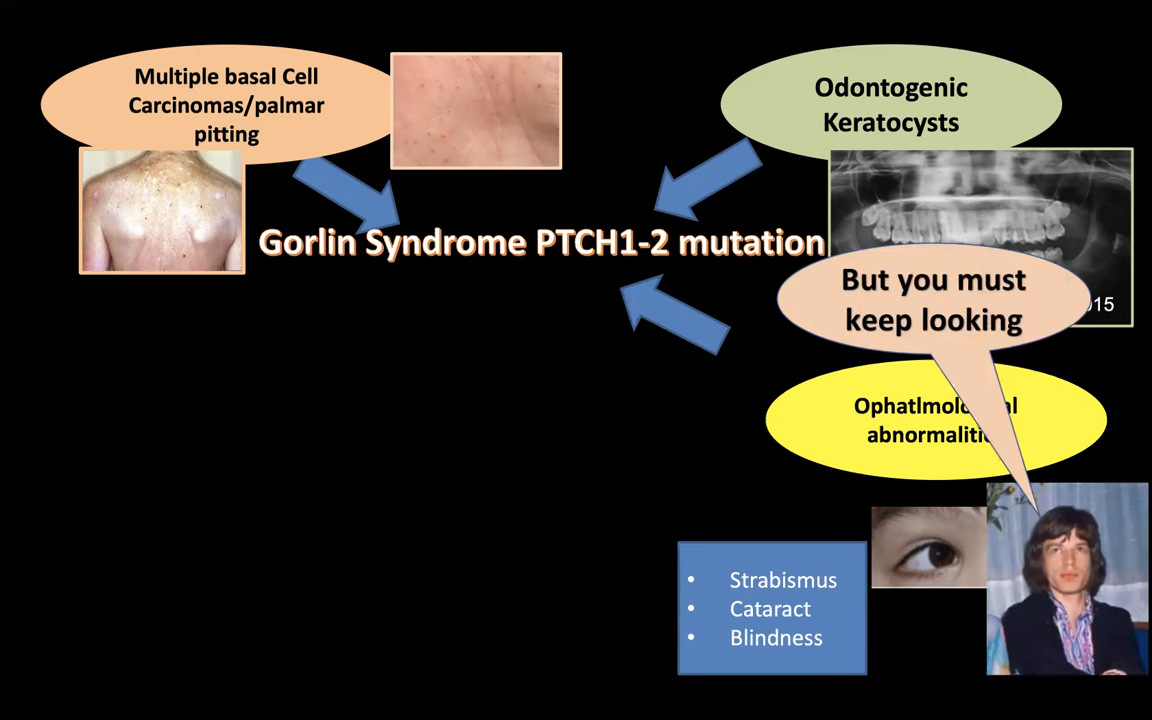 Multiple basal Cell
Carcinomas/palmar
pitting
Odontogenic
Keratocysts
Gorlin Syndrome PTCH1-2 mutation
But you must
keep looking
abnormaliti
• Strabismus
• Cataract
• Blindness